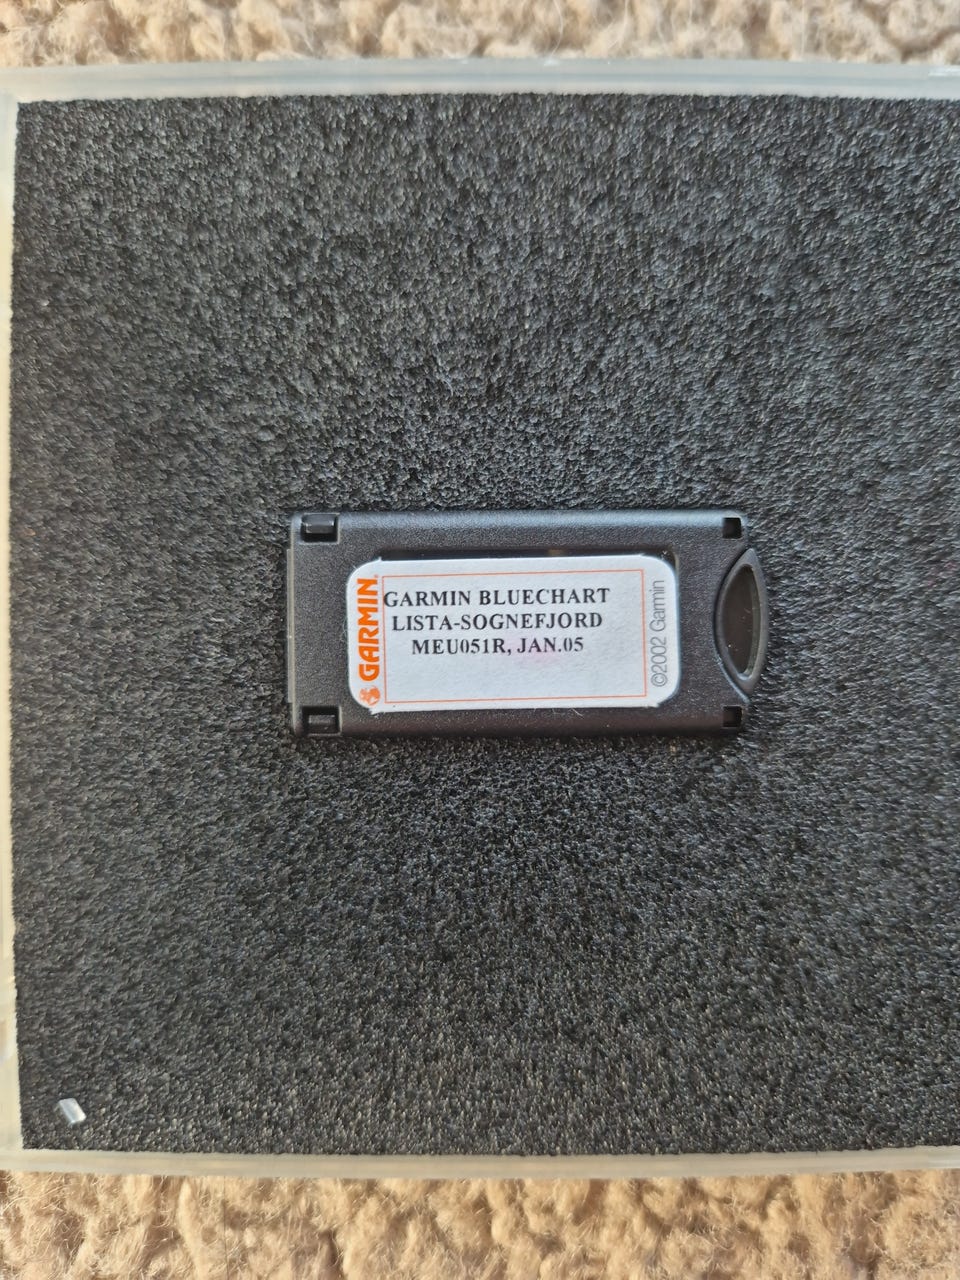 GARMIN
GARMIN BLUECHART
LISTA-SOGNEFJORD
MEU051R, JAN.05
©2002 Garmin